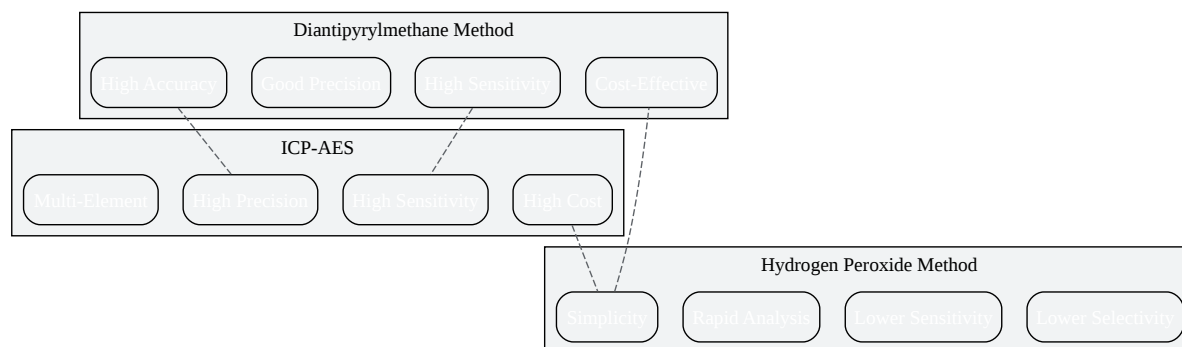 Diantipyrylmethane Method
High Accuracy
Good Precision
High Sensitivity
Cost-Effective
ICP-AES
Multi-Element
High Precision
High Sensitivity
High Cost
Hydrogen Peroxide Method
Simplicity
Rapid Analysis
Lower Sensitivity
Lower Selectivity